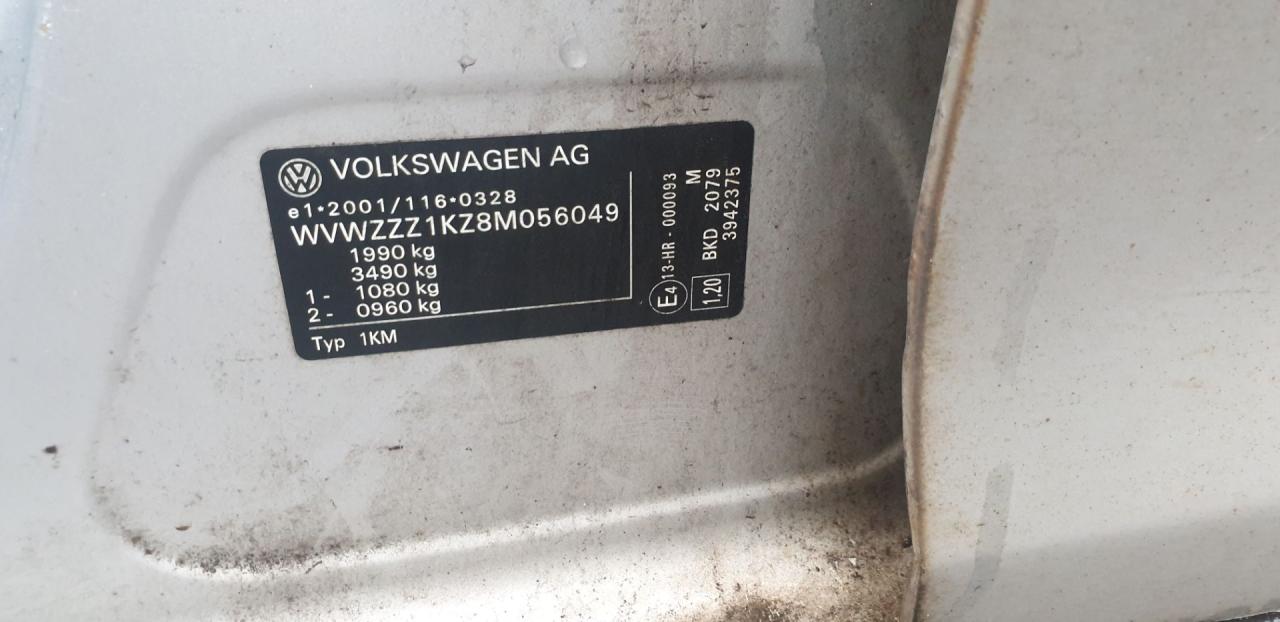 VOLKSWAGEN AG
e1*2001/116*0328
WVWZZZ1KZ8M056049
1990 kg
3490 kg
1 - 1080 kg
2 - 0960 kg
Typ 1KM
E4 13-HR - 000093
1,20 BKD 2079 M
3942375